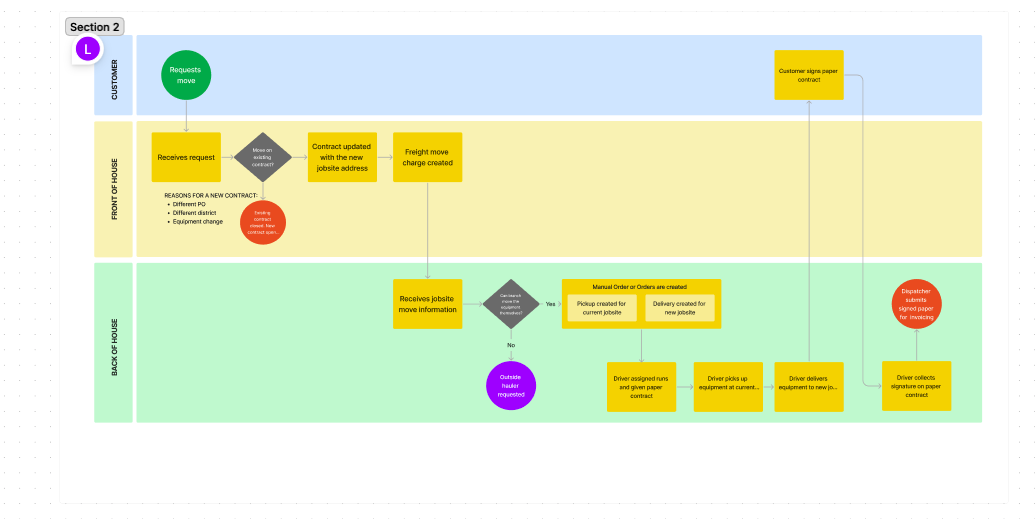 Section 2
L
CUSTOMER
Requests
move
Customer signs paper
contract
FRONT OF HOUSE
Receives request
Move on
existing
contract?
Contract updated
with the new
jobsite address
Freight move
charge created
REASONS FOR A NEW CONTRACT:
• Different PO
• Different district
• Equipment change
Existing
contract
closed. New
contract open...
BACK OF HOUSE
Receives jobsite
move information
Can
move the
equipment
themselves?
Yes
No
Outside
hauler
requested
Manual Order or Orders are created
Pickup created for
current jobsite
Delivery created for
new jobsite
Driver assigned runs
and given paper
contract
Driver picks up
equipment at current...
Driver delivers
equipment to new jo...
Driver collects
signature on paper
contract
Dispatcher
submits
signed paper
for invoicing